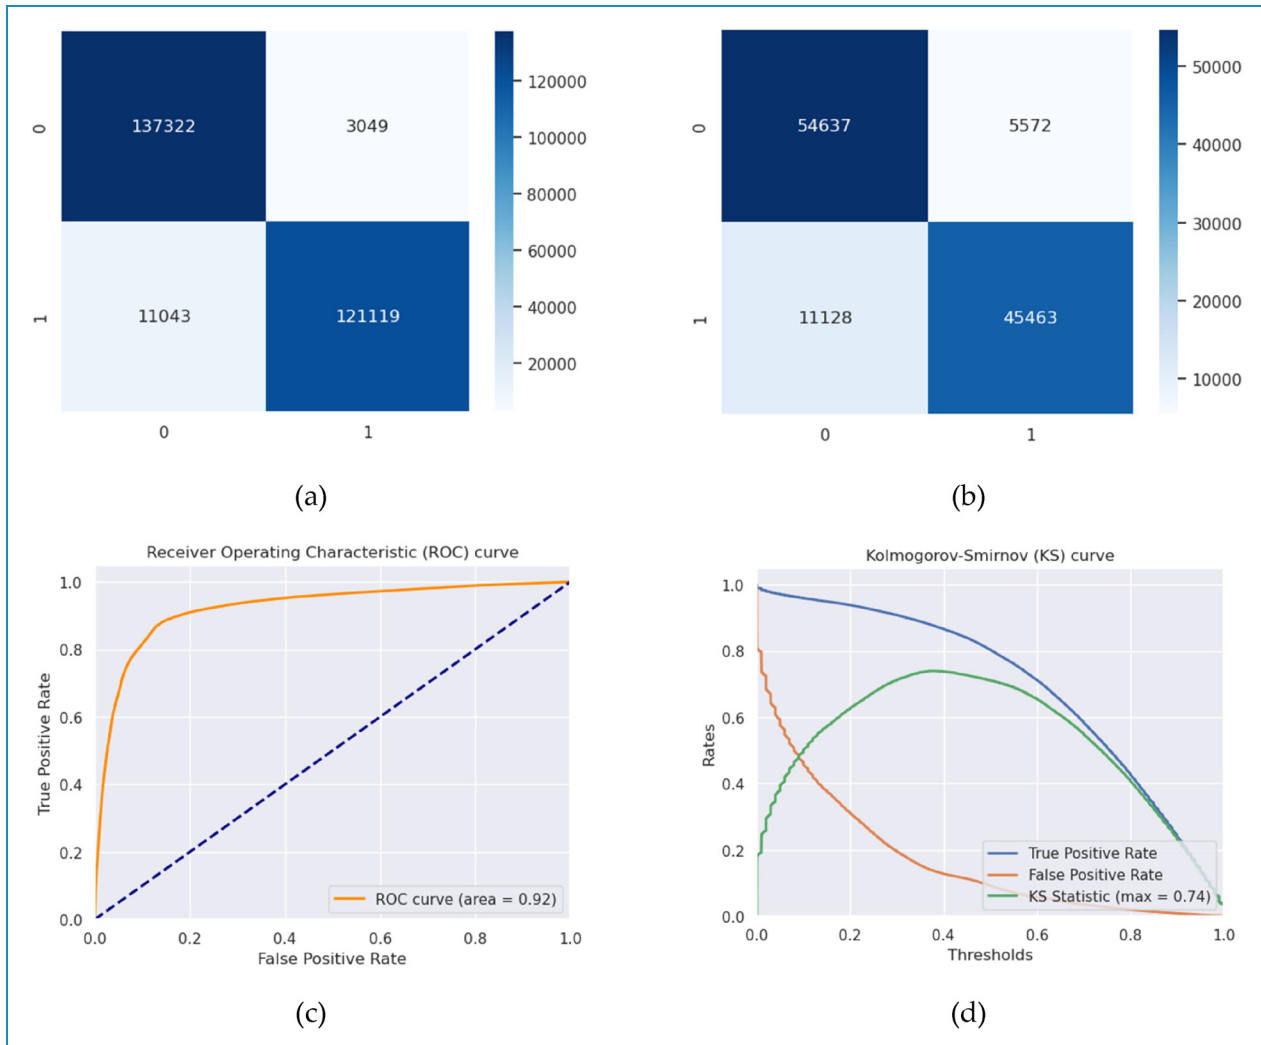 0
137322
3049
1
11043
121119
0
1
120000
100000
80000
60000
40000
20000
(a)
0
54637
5572
1
11128
45463
0
1
50000
40000
30000
20000
10000
(b)
Receiver Operating Characteristic (ROC) curve
True Positive Rate
1.0
0.8
0.6
0.4
0.2
0.0
0.0 0.2 0.4 0.6 0.8 1.0
False Positive Rate
ROC curve (area = 0.92)
(c)
Kolmogorov-Smirnov (KS) curve
Rates
1.0
0.8
0.6
0.4
0.2
0.0
0.0 0.2 0.4 0.6 0.8 1.0
Thresholds
True Positive Rate
False Positive Rate
KS Statistic (max = 0.74)
(d)